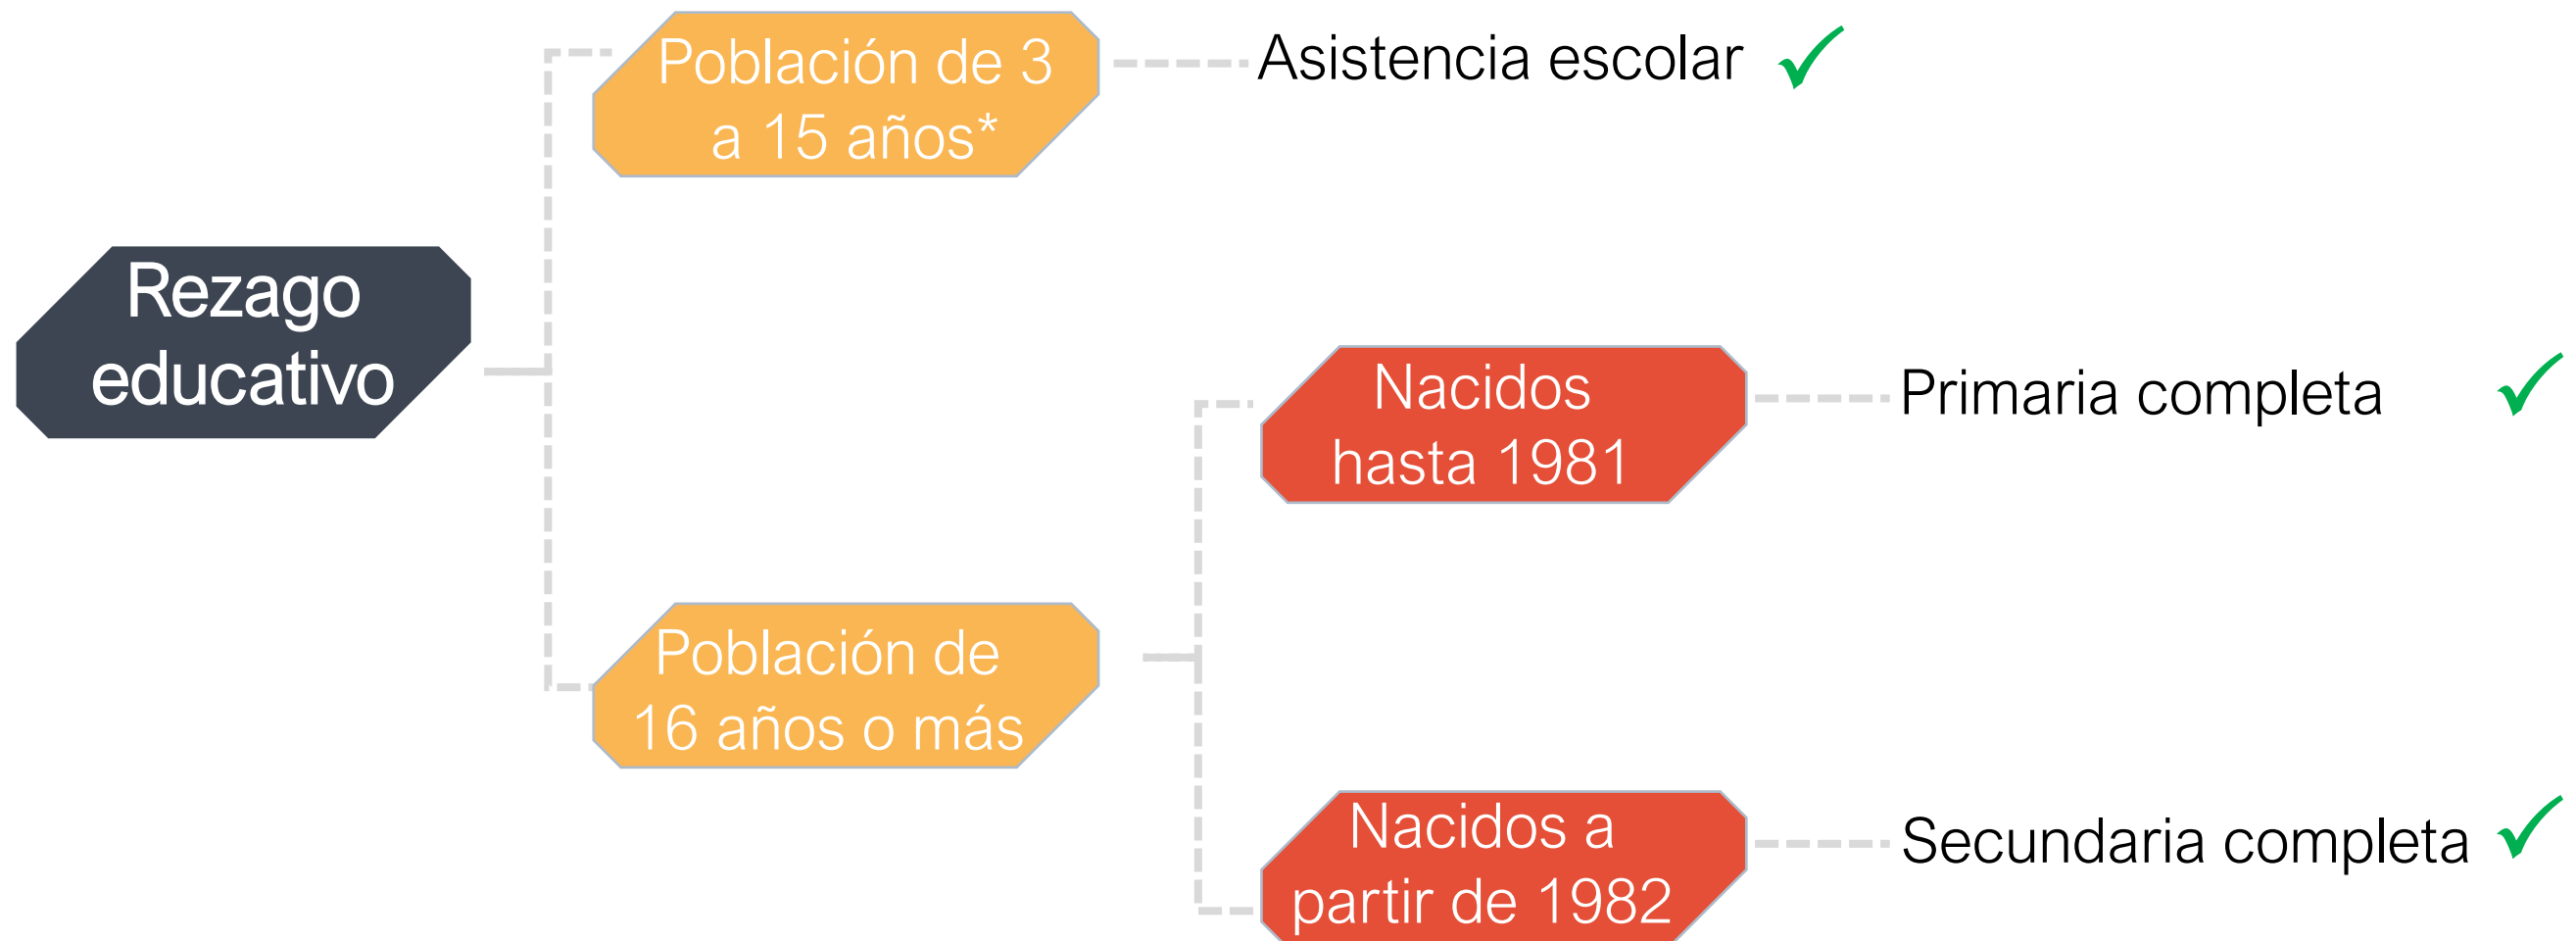 Población de 3
a 15 años*
Asistencia escolar
Rezago
educativo
Nacidos
hasta 1981
Primaria completa
Población de
16 años o más
Nacidos a
partir de 1982
Secundaria completa